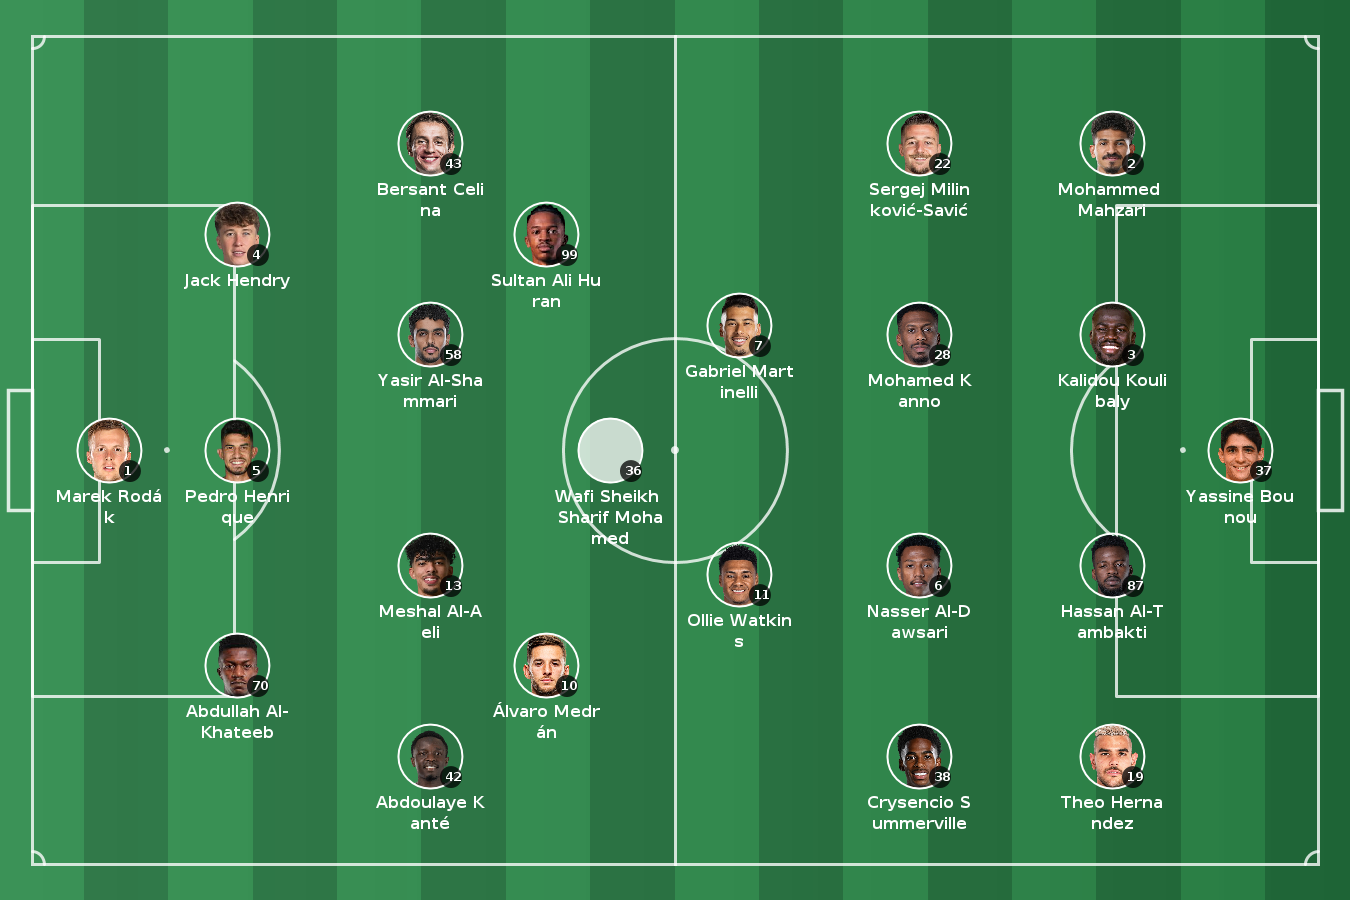 43
Bersant Celi
na
22
Sergej Milin
ković-Savić
2
Mohammed
Mahzari
4
Jack Hendry
99
Sultan Ali Hu
ran
58
Yasir Al-Sha
mmari
7
Gabriel Mart
inelli
28
Mohamed K
anno
3
Kalidou Kouli
baly
1
Marek Rodá
k
5
Pedro Henri
que
36
Wafi Sheikh
Sharif Moha
med
37
Yassine Bou
nou
13
Meshal Al-A
eli
11
Ollie Watkin
s
6
Nasser Al-D
awsari
87
Hassan Al-T
ambakti
70
Abdullah Al-
Khateeb
10
Álvaro Medr
án
42
Abdoulaye K
anté
38
Crysencio S
ummerville
19
Theo Herna
ndez